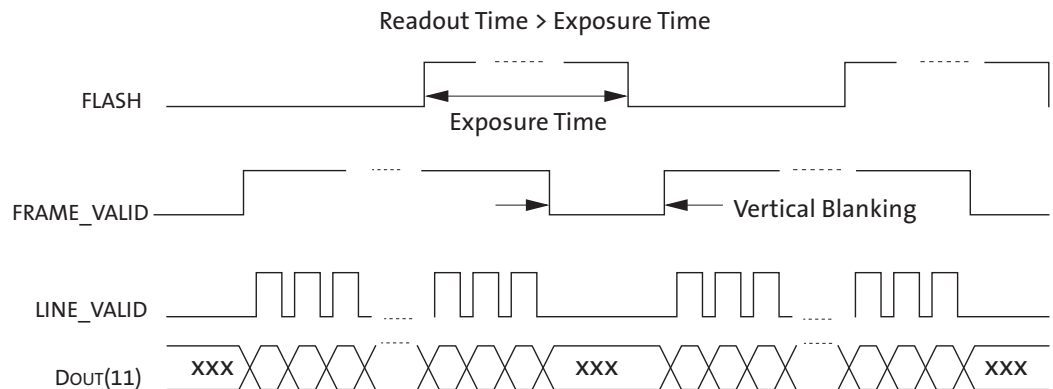 Readout Time > Exposure Time
FLASH
Exposure Time
FRAME_VALID
Vertical Blanking
LINE_VALID
DOUT(11)
XXX
XXX
XXX